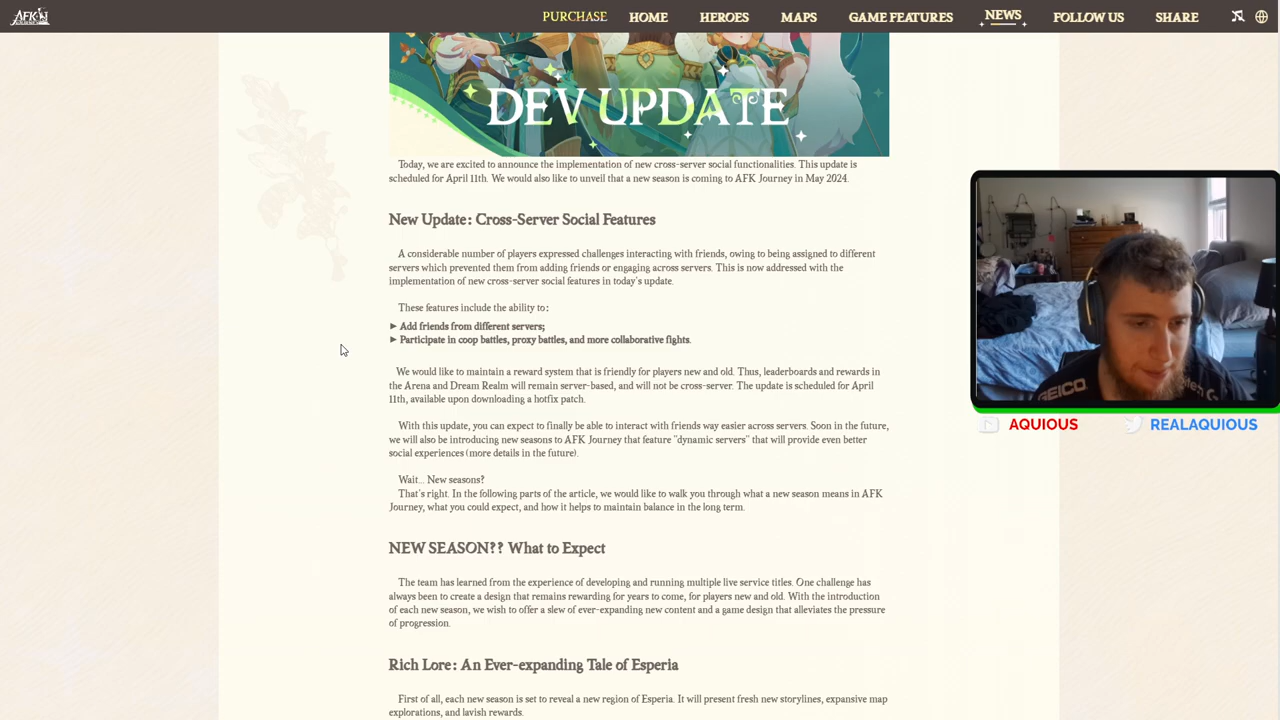 AFK
PURCHASE HOME HEROES MAPS GAME FEATURES NEWS FOLLOW US SHARE
DEV UPDATE
Today, we are excited to announce the implementation of new cross-server social functionalities. This update is
scheduled for April 11th. We would also like to unveil that a new season is coming to AFK Journey in May 2024.
New Update: Cross-Server Social Features
A considerable number of players expressed challenges interacting with friends, owing to being assigned to different
servers which prevented them from adding friends or engaging across servers. This is now addressed with the
implementation of new cross-server social features in today's update.
These features include the ability to:
► Add friends from different servers;
► Participate in coop battles, proxy battles, and more collaborative fights.
We would like to maintain a reward system that is friendly for players new and old. Thus, leaderboards and rewards in
the Arena and Dream Realm will remain server-based, and will not be cross-server. The update is scheduled for April
11th, available upon downloading a hotfix patch.
With this update, you can expect to finally be able to interact with friends way easier across servers. Soon in the future,
we will also be introducing new seasons to AFK Journey that feature "dynamic servers" that will provide even better
social experiences (more details in the future).
Wait... New seasons?
That's right. In the following parts of the article, we would like to walk you through what a new season means in AFK
Journey, what you could expect, and how it helps to maintain balance in the long term.
NEW SEASON?? What to Expect
The team has learned from the experience of developing and running multiple live service titles. One challenge has
always been to create a design that remains rewarding for years to come, for players new and old. With the introduction
of each new season, we wish to offer a slew of ever-expanding new content and a game design that alleviates the pressure
of progression.
Rich Lore: An Ever-expanding Tale of Esperia
First of all, each new season is set to reveal a new region of Esperia. It will present fresh new storylines, expansive map
explorations, and lavish rewards.
GEICO
AQUIOUS
REALAQUIOUS